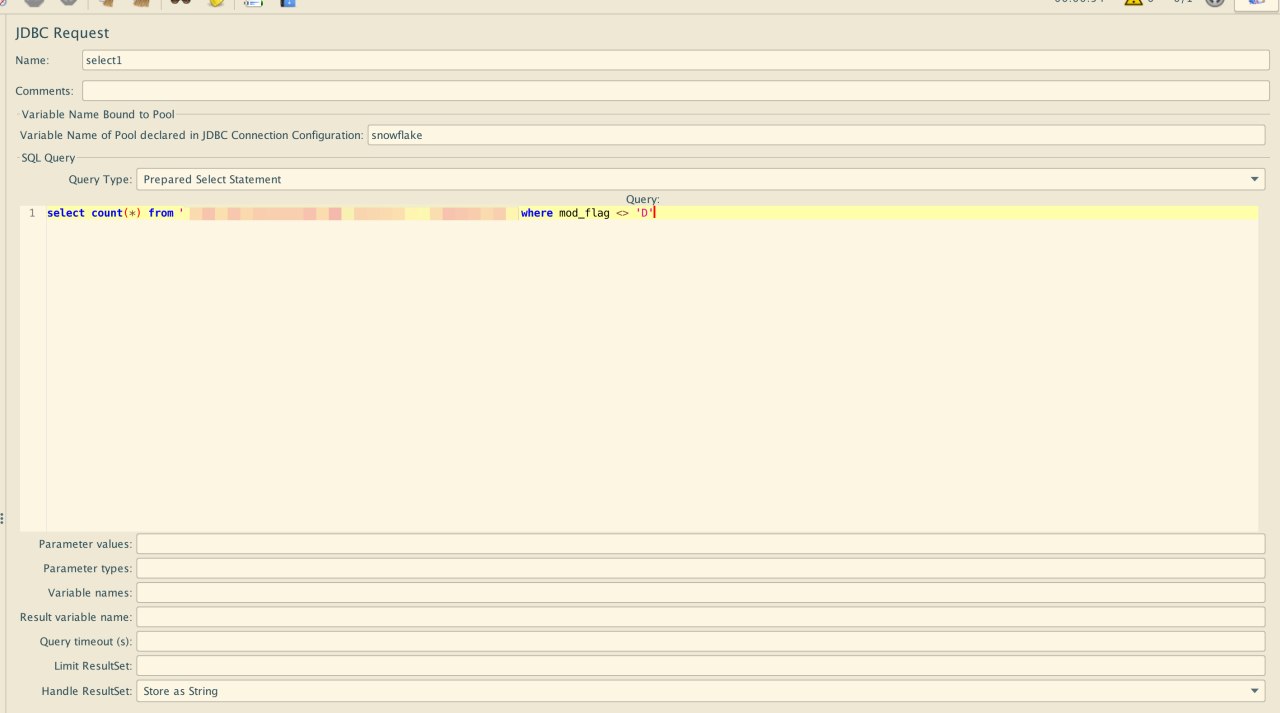 JDBC Request
Name: select1
Comments:
Variable Name Bound to Pool
Variable Name of Pool declared in JDBC Connection Configuration: snowflake
SQL Query
Query Type: Prepared Select Statement
Query:
1 select count(*) from ' where mod_flag <> 'D'
Parameter values:
Parameter types:
Variable names:
Result variable name:
Query timeout (s):
Limit ResultSet:
Handle ResultSet: Store as String